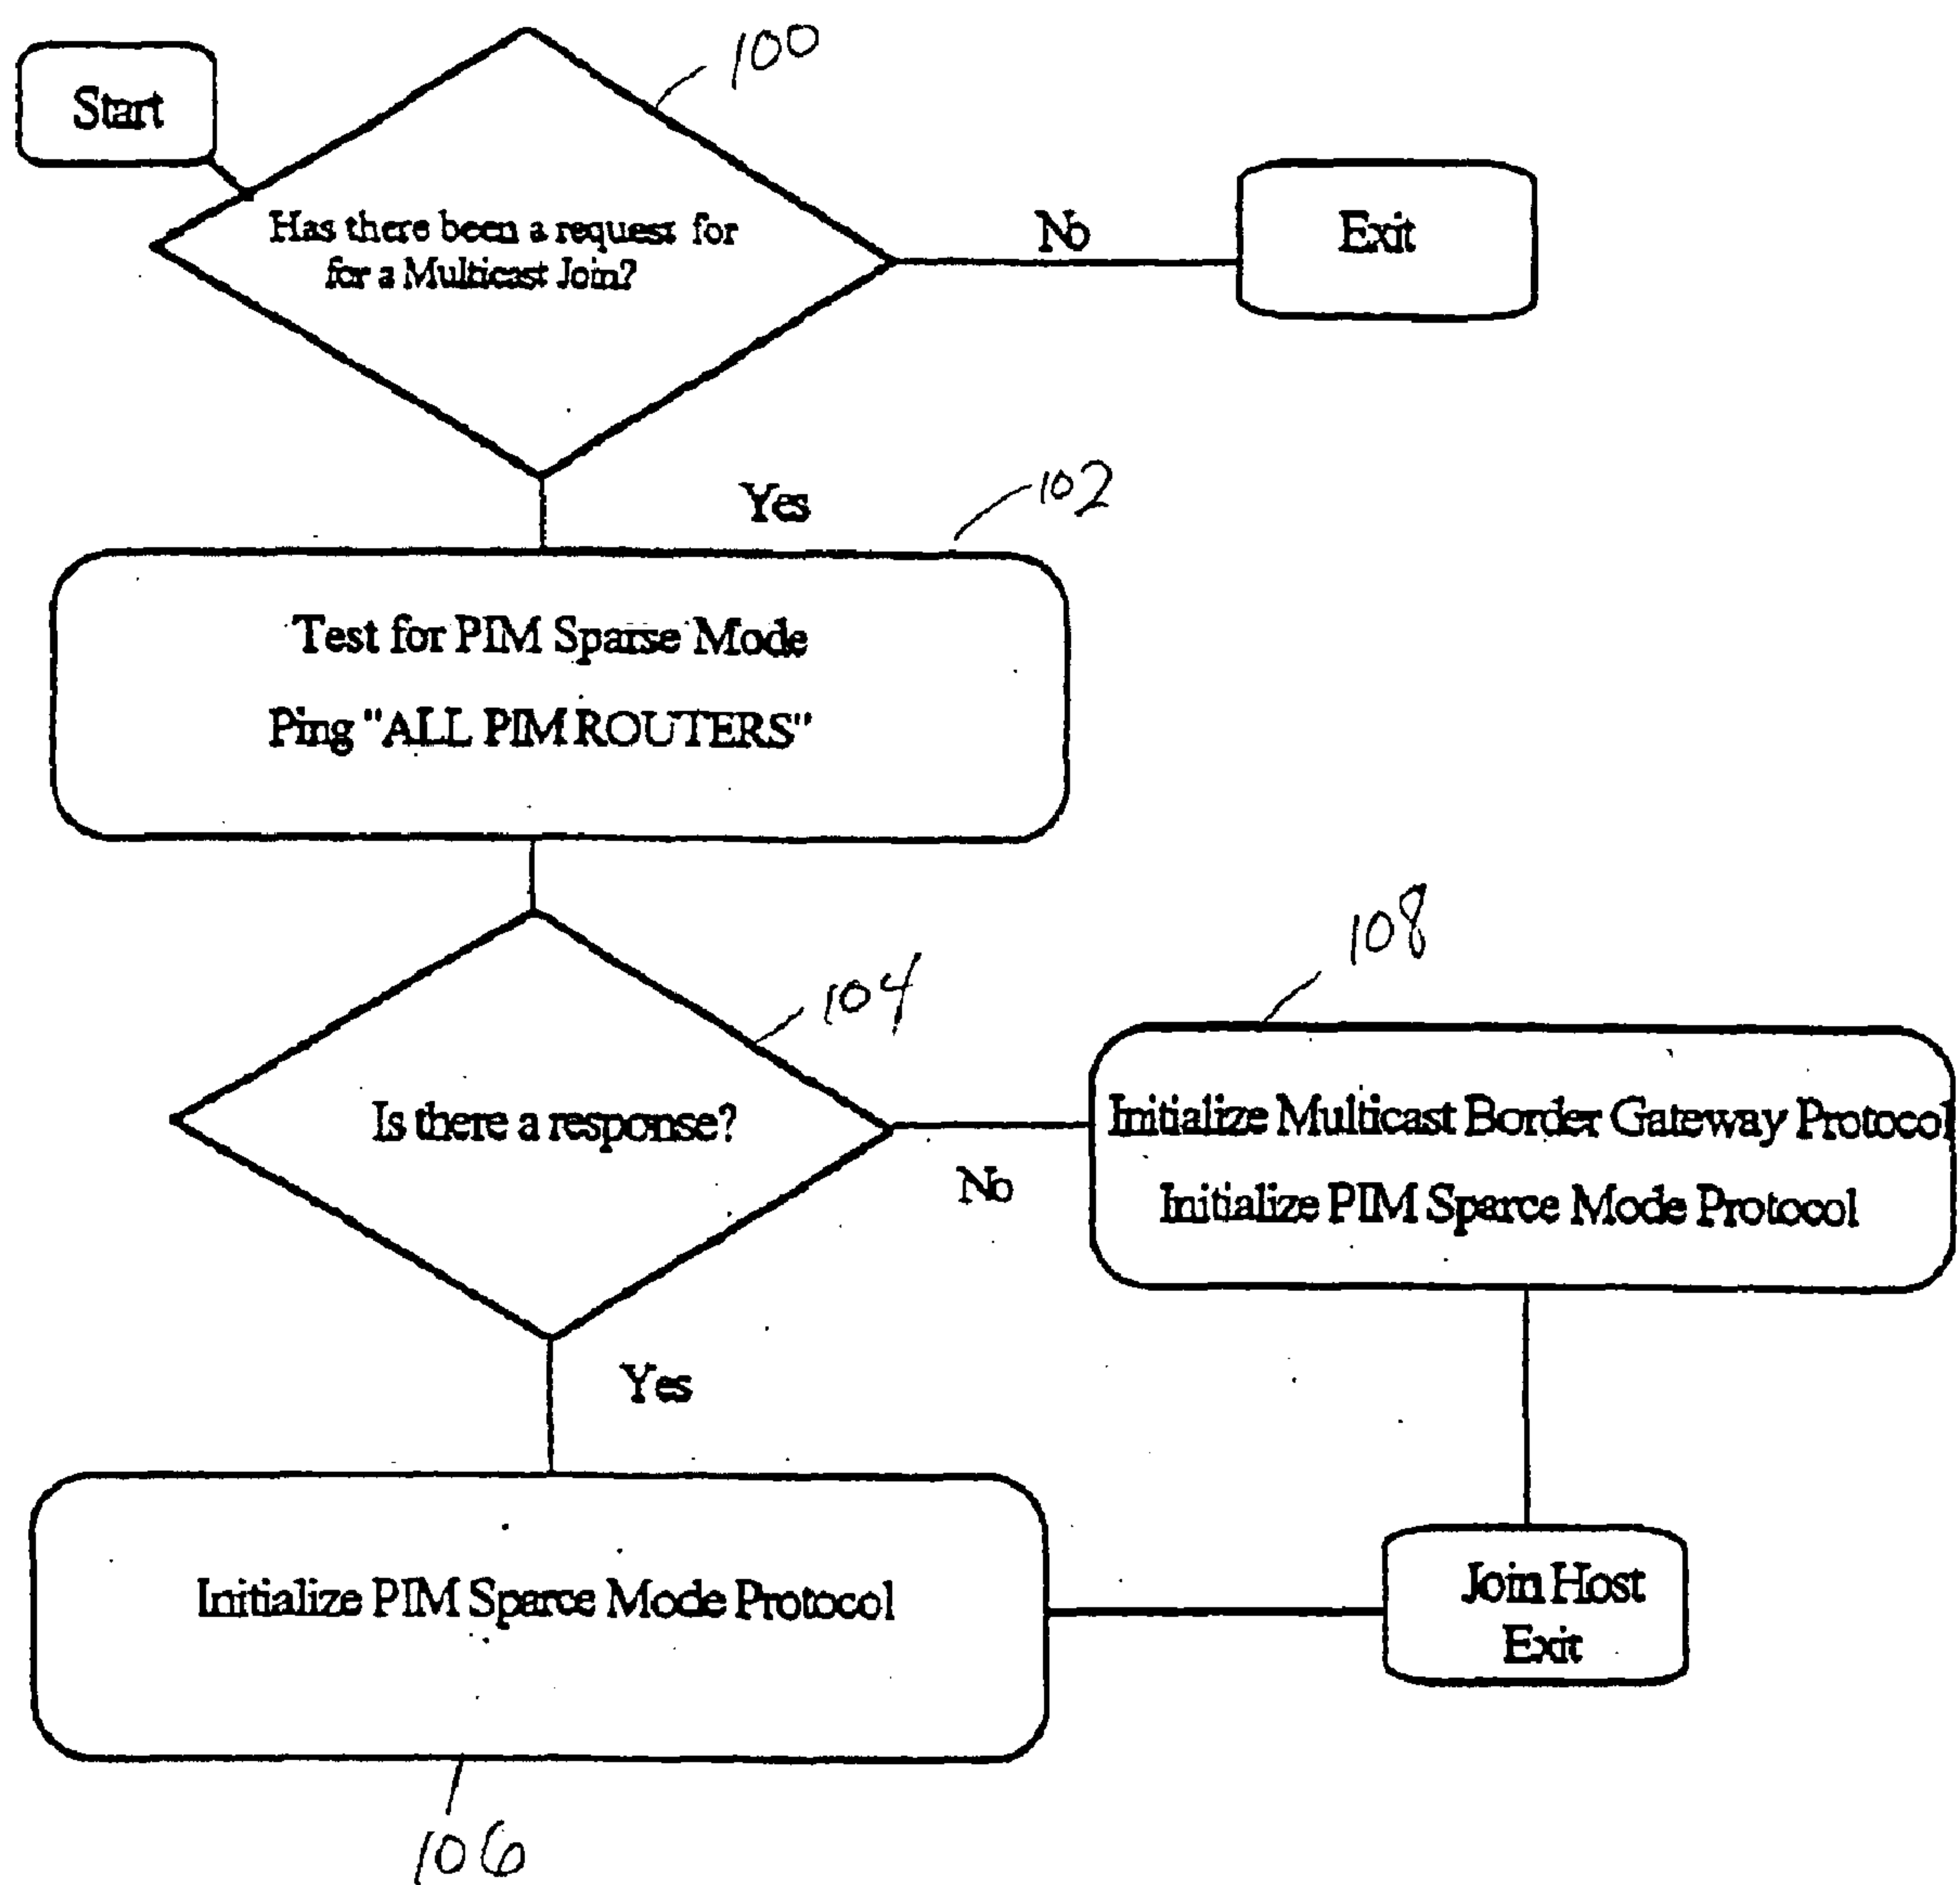 100
Start
Has there been a request for
for a Multicast Join?
No
Exit
Yes
102
Test for PIM Sparse Mode
Ping "ALL PIM ROUTERS"
104
108
Is there a response?
No
Initialize Multicast Border Gateway Protocol
Initialize PIM Sparce Mode Protocol
Yes
Initialize PIM Sparce Mode Protocol
Join Host
Exit
106